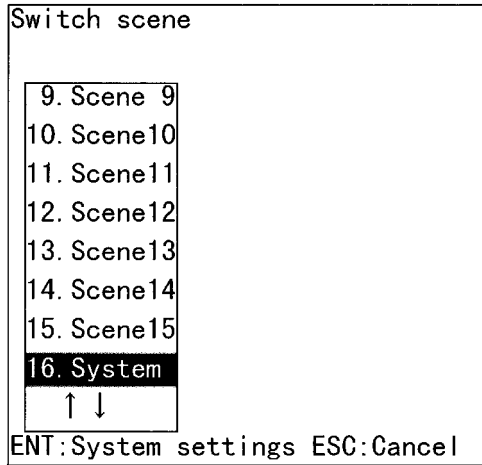 Switch scene
9. Scene 9
10. Scene10
11. Scene11
12. Scene12
13. Scene13
14. Scene14
15. Scene15
16. System
↑ ↓
ENT:System settings ESC:Cancel